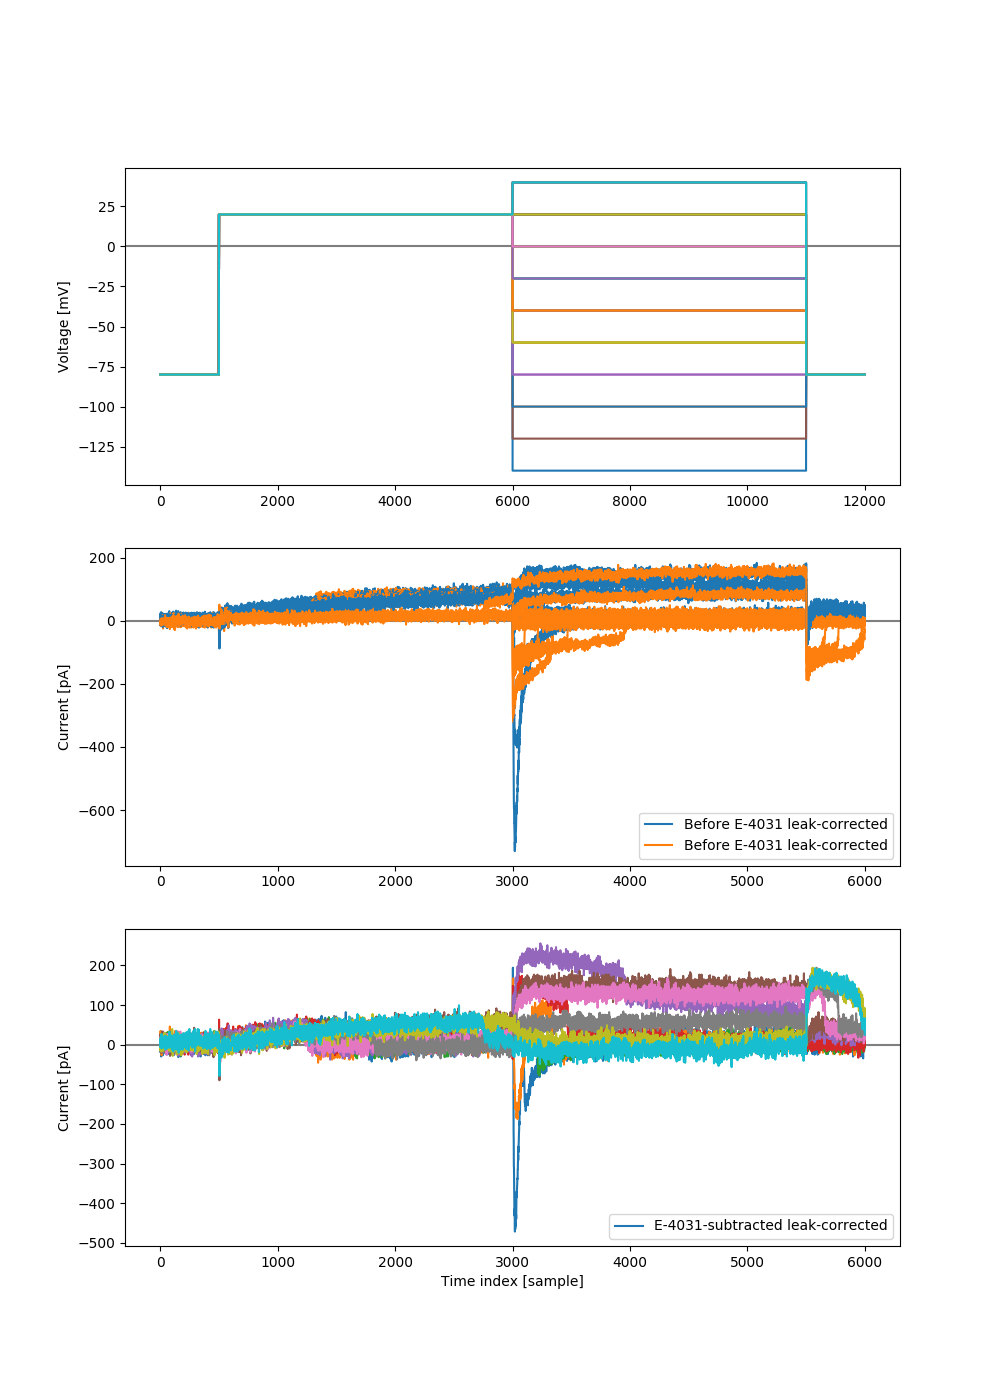 Voltage [mV]
25
0
−25
−50
−75
−100
−125
0 2000 4000 6000 8000 10000 12000
Current [pA]
200
0
−200
−400
−600
Before E-4031 leak-corrected
Before E-4031 leak-corrected
0 1000 2000 3000 4000 5000 6000
Current [pA]
200
100
0
−100
−200
−300
−400
−500
E-4031-subtracted leak-corrected
0 1000 2000 3000 4000 5000 6000
Time index [sample]